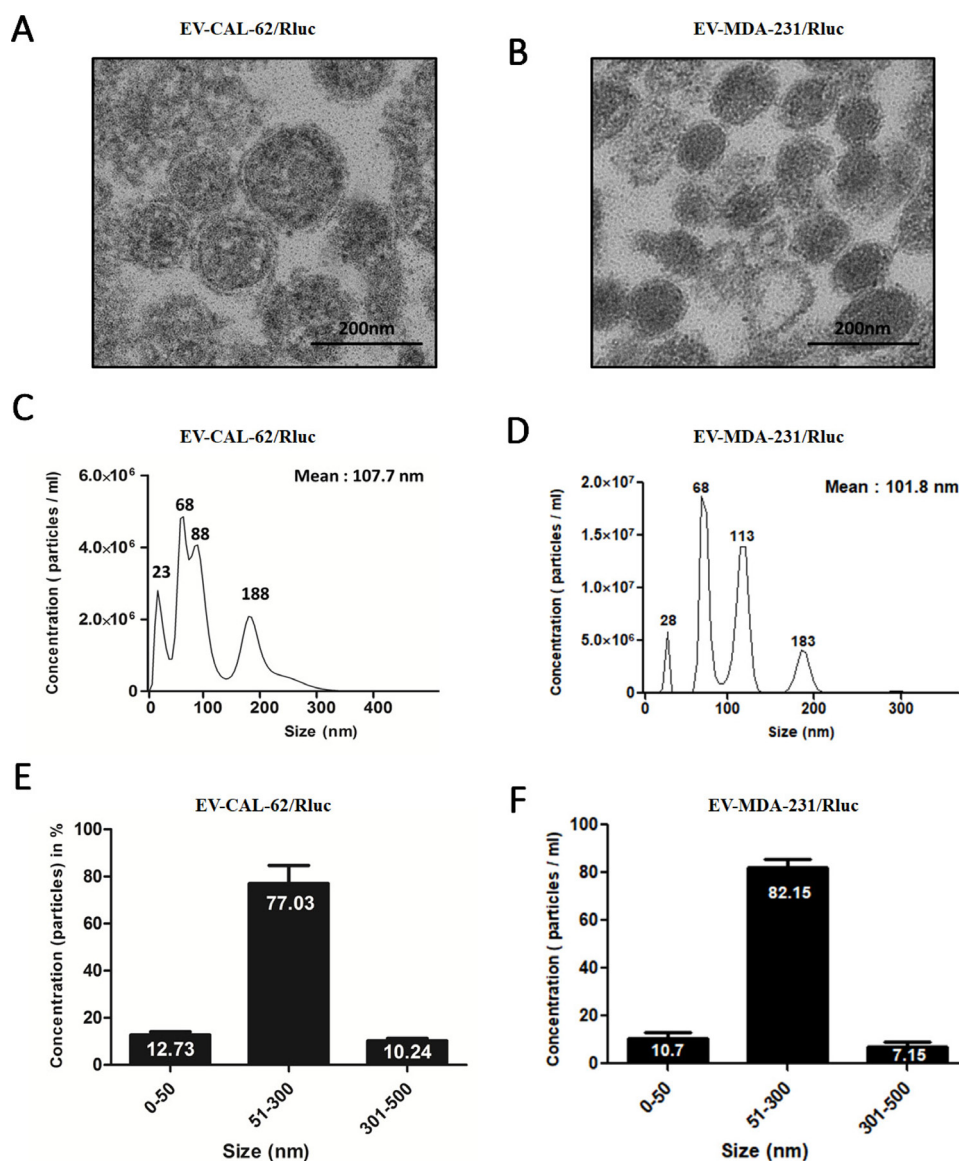 A
EV-CAL-62/Rluc
200nm
B
EV-MDA-231/Rluc
200nm
C
EV-CAL-62/Rluc
Mean : 107.7 nm
Concentration ( particles / ml)
6.0×10⁶
4.0×10⁶
2.0×10⁶
0
23
68
88
188
0 100 200 300 400
Size (nm)
D
EV-MDA-231/Rluc
Mean : 101.8 nm
Concentration ( particles / ml)
2.0×10⁷
1.5×10⁷
1.0×10⁷
5.0×10⁶
0
28
68
113
183
0 100 200 300
Size (nm)
E
EV-CAL-62/Rluc
Concentration (particles) in %
100
80
60
40
20
0
12.73
77.03
10.24
0-50 51-300 301-500
Size (nm)
F
EV-MDA-231/Rluc
Concentration ( particles / ml)
100
80
60
40
20
0
10.7
82.15
7.15
0-50 51-300 301-500
Size (nm)